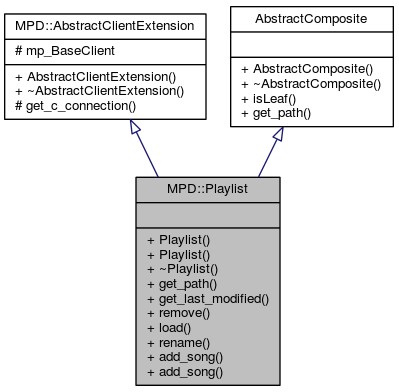 MPD::AbstractClientExtension
# mp_BaseClient
+ AbstractClientExtension()
+ ~AbstractClientExtension()
# get_c_connection()
AbstractComposite
+ AbstractComposite()
+ ~AbstractComposite()
+ isLeaf()
+ get_path()
MPD::Playlist
+ Playlist()
+ Playlist()
+ ~Playlist()
+ get_path()
+ get_last_modified()
+ remove()
+ load()
+ rename()
+ add_song()
+ add_song()